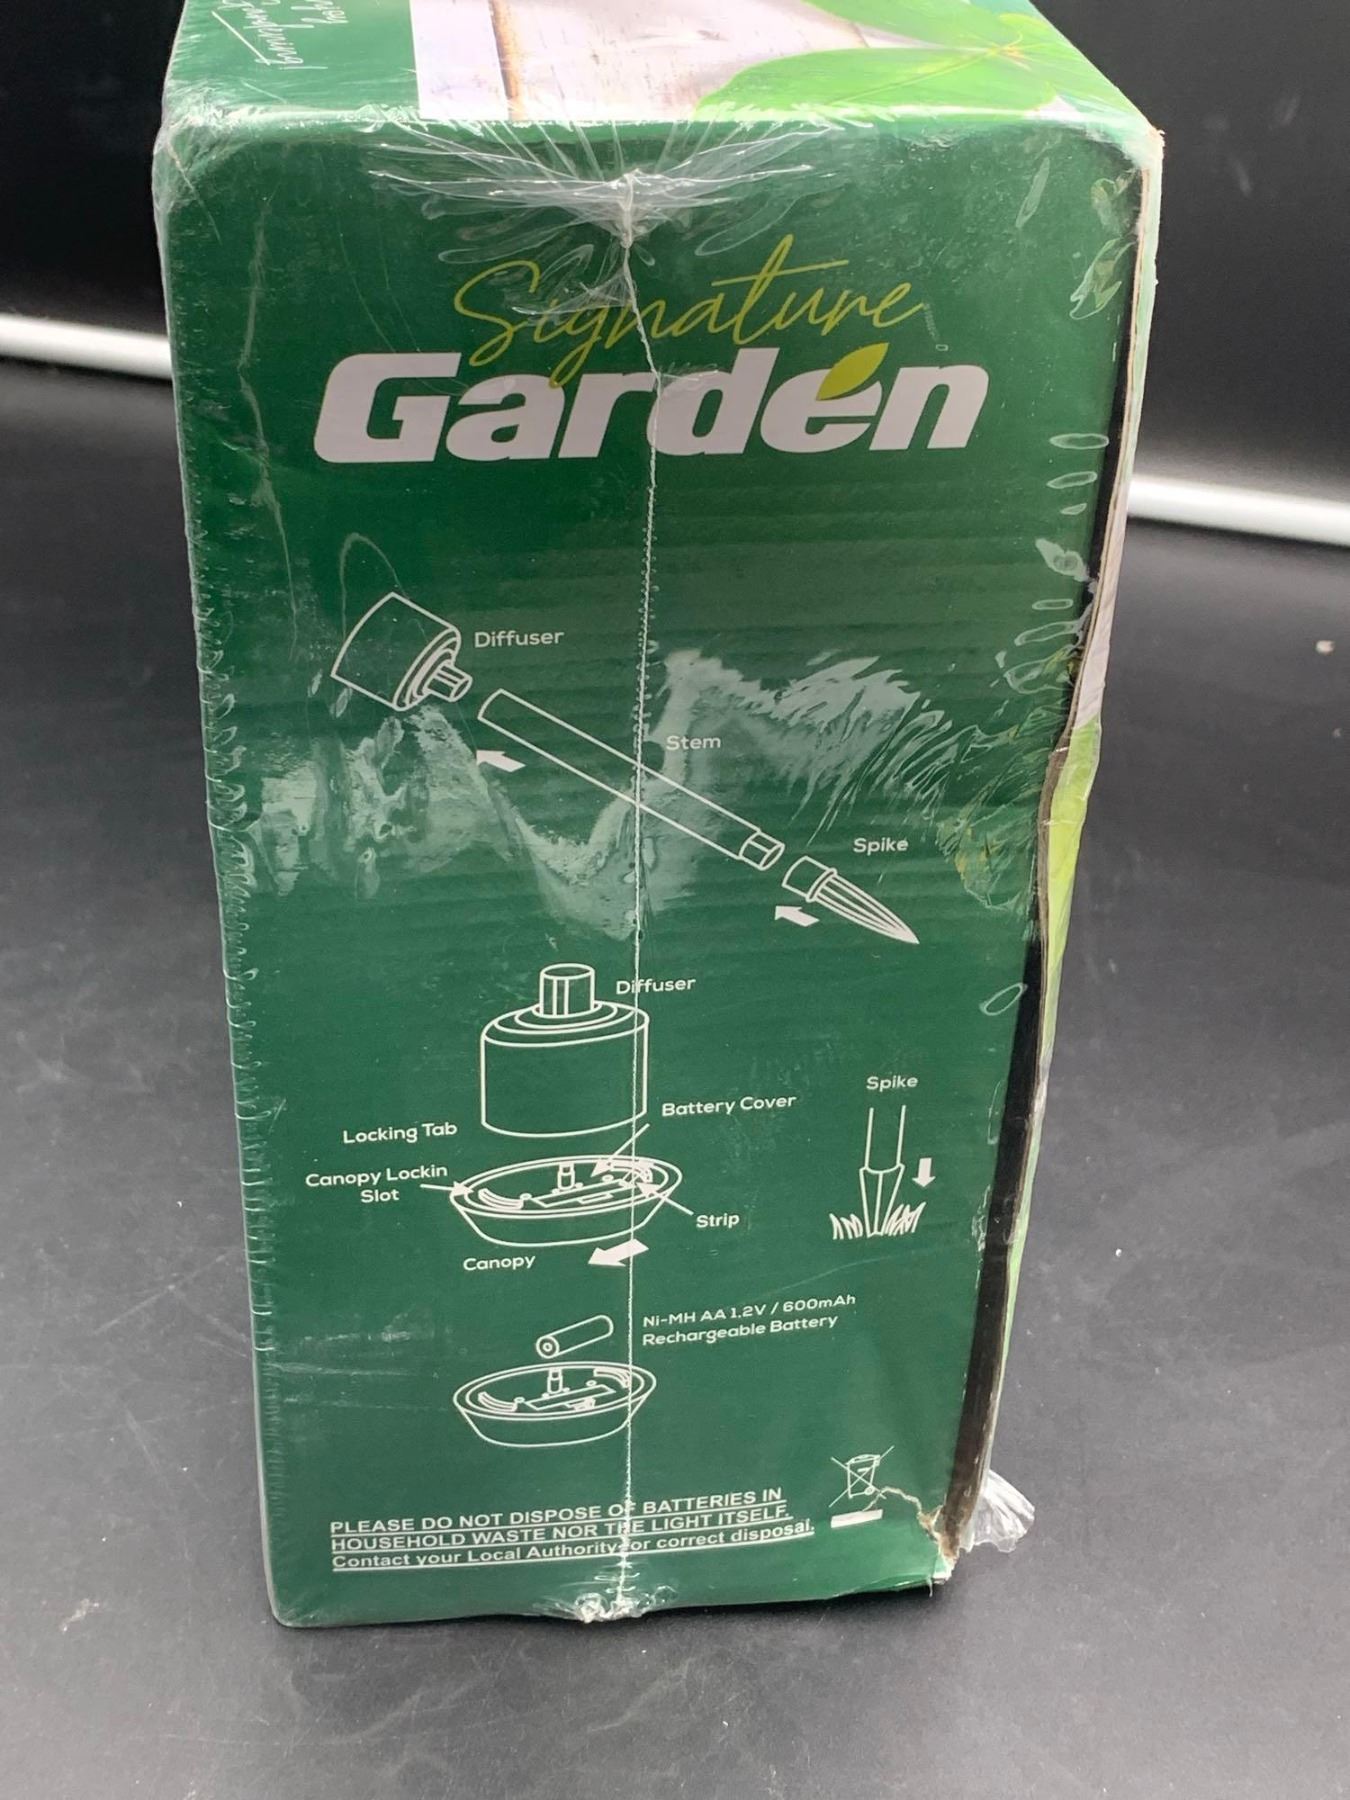 Enjoy
Gardening!
Signature
Garden
Diffuser
Stem
Spike
Diffuser
Spike
Battery Cover
Locking Tab
Canopy Lockin
Slot
Strip
Canopy
Ni-MH AA 1.2V / 600mAh
Rechargeable Battery
PLEASE DO NOT DISPOSE OF BATTERIES IN
HOUSEHOLD WASTE NOR THE LIGHT ITSELF.
Contact your Local Authority for correct disposal.